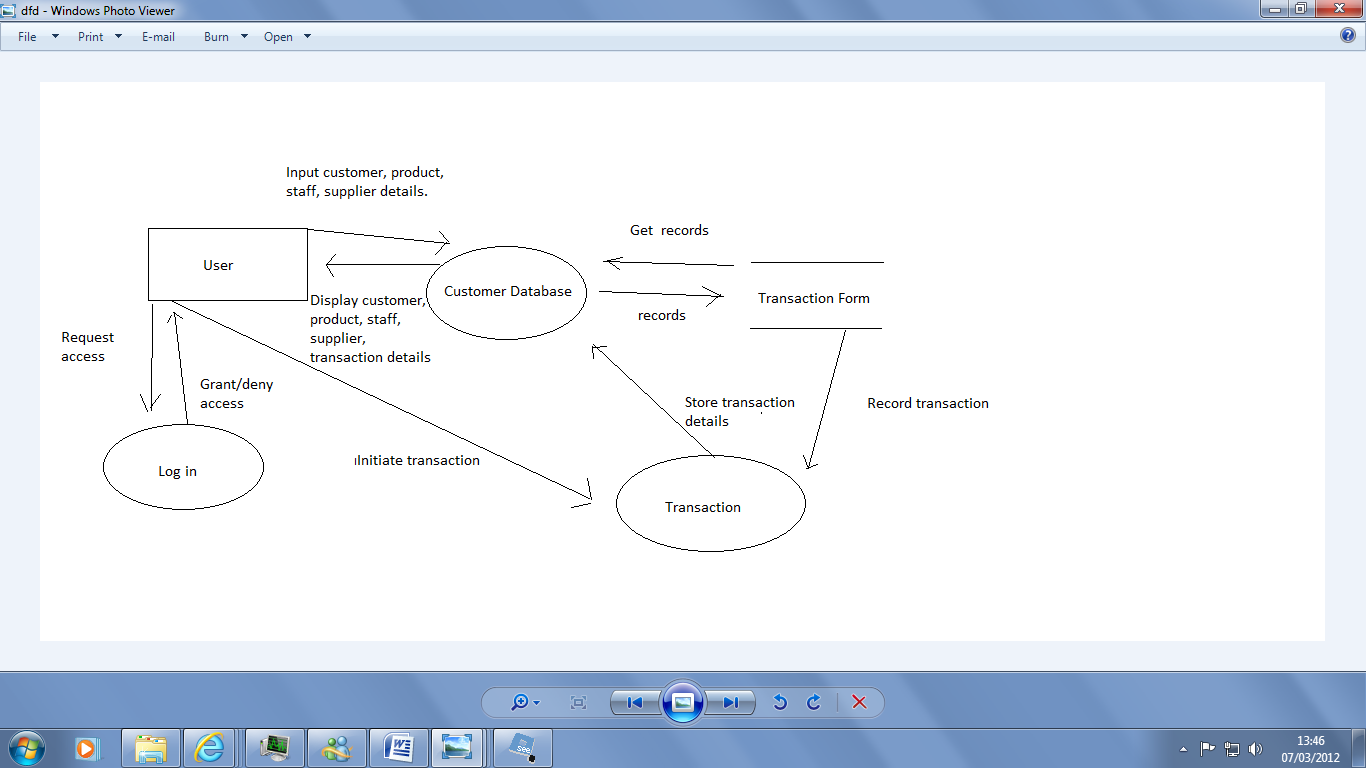 dfd - Windows Photo Viewer
File Print E-mail Burn Open
Input customer, product,
staff, supplier details.
Get  records
User
Customer Database
Transaction Form
Display customer,
product, staff,
supplier,
transaction details
records
Request
access
Grant/deny
access
Store transaction
details
Record transaction
Initiate transaction
Log in
Transaction
see
13:46
07/03/2012